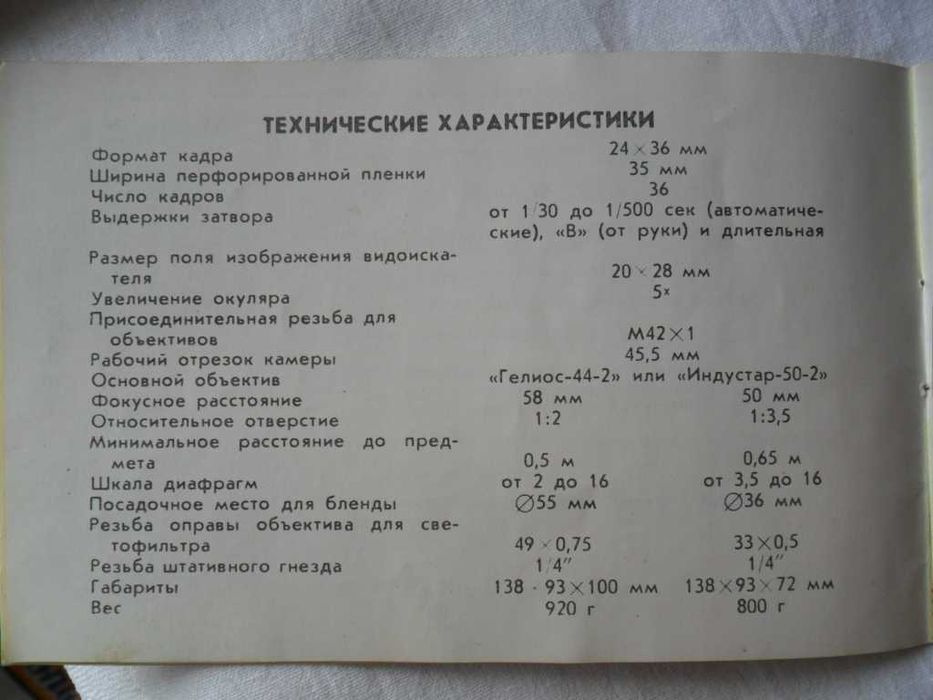 ТЕХНИЧЕСКИЕ ХАРАКТЕРИСТИКИ
Формат кадра 24×36 мм
Ширина перфорированной пленки 35 мм
Число кадров 36
Выдержки затвора от 1/30 до 1/500 сек (автоматиче-
ские), «В» (от руки) и длительная
Размер поля изображения видоиска-
теля 20×28 мм
Увеличение окуляра 5ˣ
Присоединительная резьба для
объективов М42×1
Рабочий отрезок камеры 45,5 мм
Основной объектив «Гелиос-44-2» или «Индустар-50-2»
Фокусное расстояние 58 мм 50 мм
Относительное отверстие 1:2 1:3,5
Минимальное расстояние до пред-
мета 0,5 м 0,65 м
Шкала диафрагм от 2 до 16 от 3,5 до 16
Посадочное место для бленды ∅55 мм ∅36 мм
Резьба оправы объектива для све-
тофильтра 49×0,75 33×0,5
Резьба штативного гнезда 1/4″ 1/4″
Габариты 138×93×100 мм 138×93×72 мм
Вес 920 г 800 г